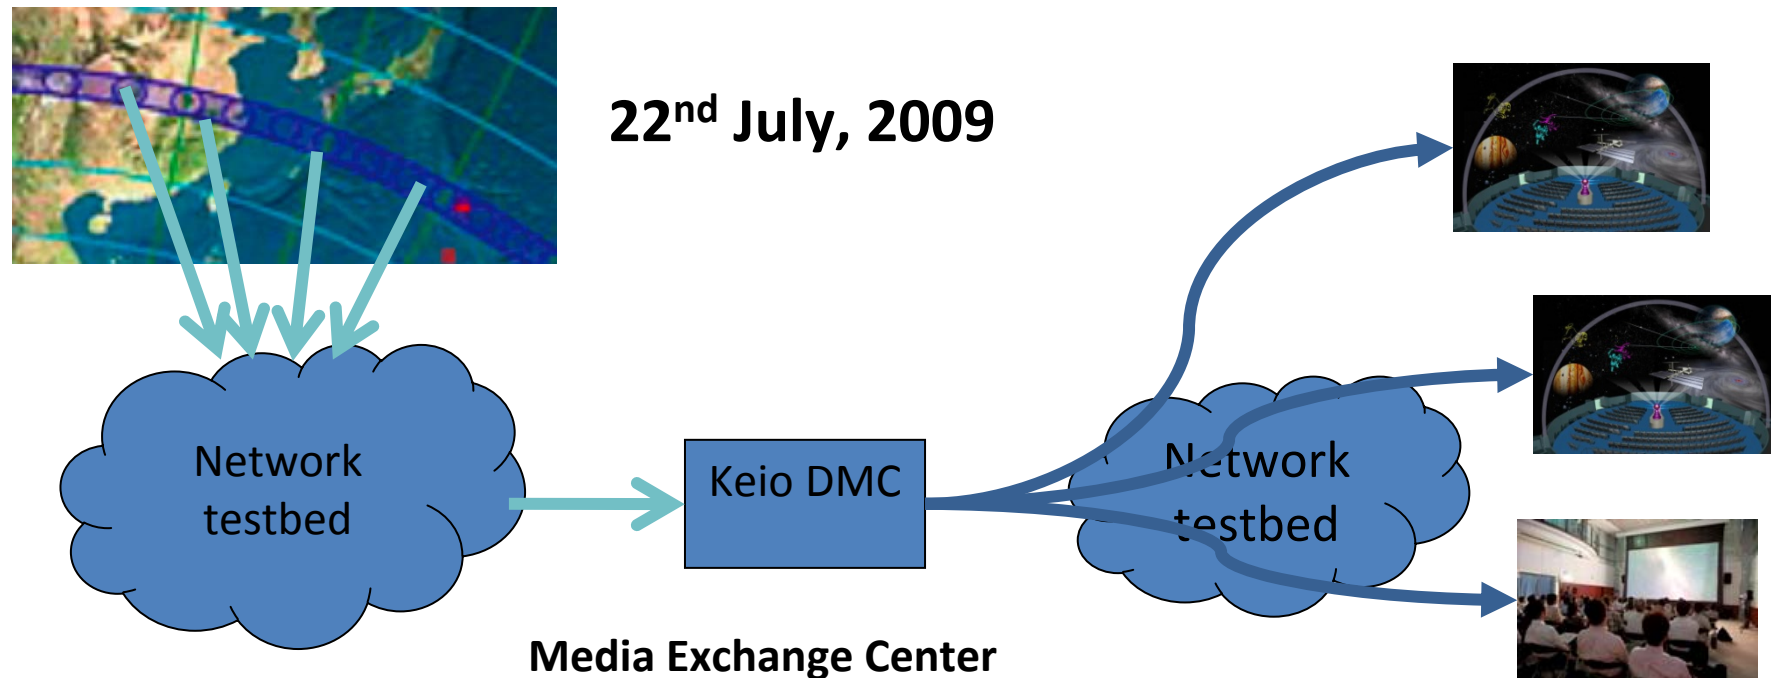 22nd July, 2009
Network
testbed
Keio DMC
Network
testbed
Media Exchange Center